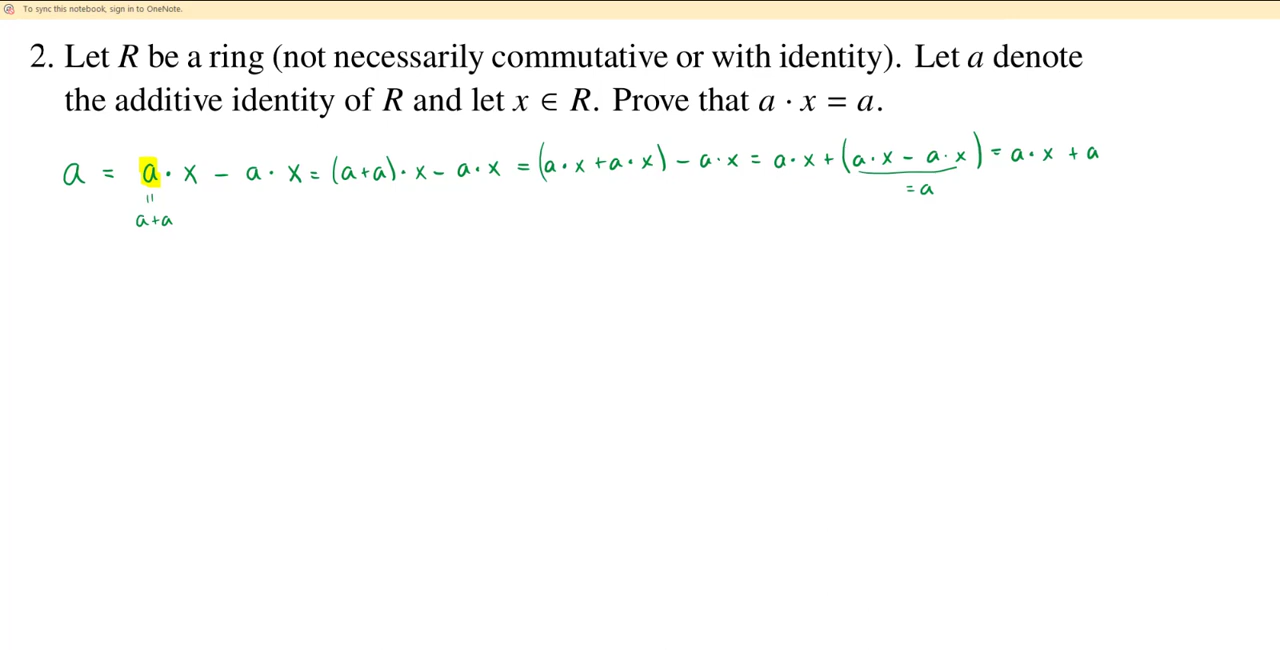 To sync this notebook, sign in to OneNote.
2. Let R be a ring (not necessarily commutative or with identity). Let a denote
the additive identity of R and let x ∈ R. Prove that a · x = a.
a = a · x − a · x = (a+a) · x − a · x = (a · x + a · x) − a · x = a · x + (a · x − a · x) = a · x + a
=
= a
a+a